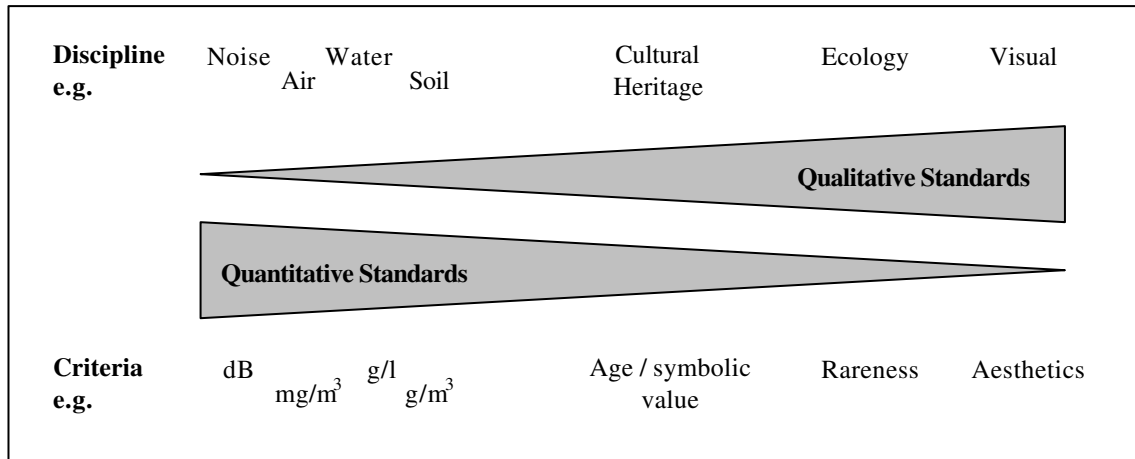 Discipline Noise Water Cultural Ecology Visual
e.g. Air Soil Heritage
Qualitative Standards
Quantitative Standards
Criteria dB g/l Age / symbolic Rareness Aesthetics
e.g. mg/m³ g/m³ value